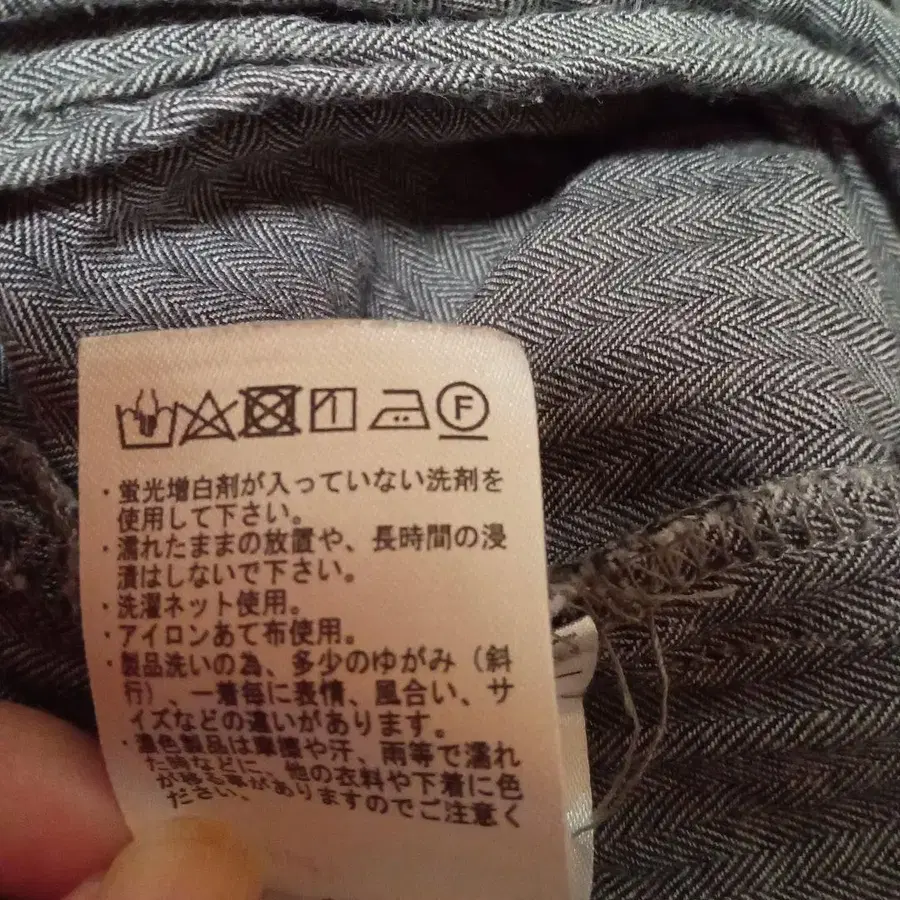 F
・蛍光増白剤が入っていない洗剤を
使用して下さい。
・濡れたままの放置や、長時間の浸
漬はしないで下さい。
・洗濯ネット使用。
・アイロンあて布使用。
・製品洗いの為、多少のゆがみ（斜
行）、一着毎に表情、風合い、サ
イズなどの違いがあります。
・濃色製品は摩擦や汗、雨等で濡れ
た時などに、他の衣料や下着に色
が移る事がありますのでご注意く
ださい。